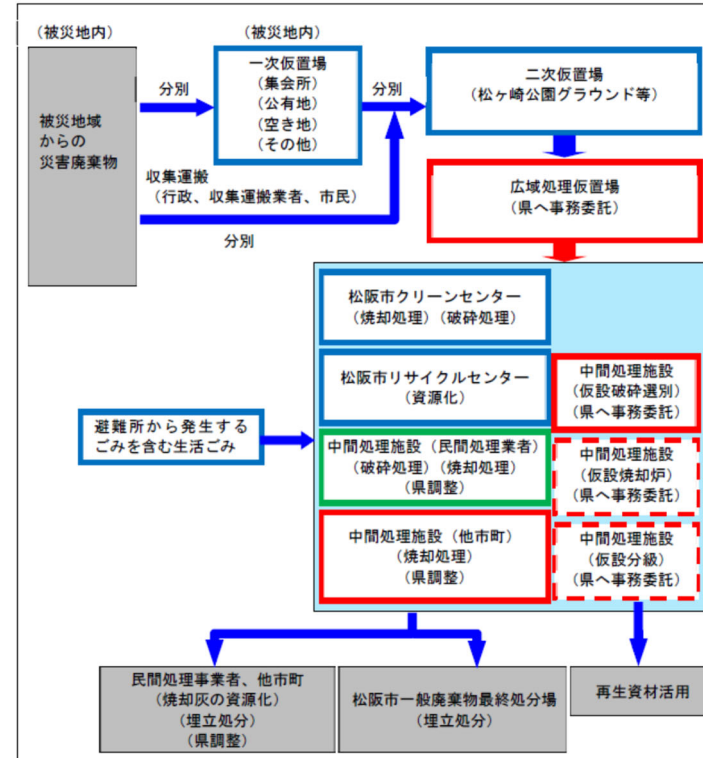 （被災地内）
（被災地内）
被災地域
からの
災害廃棄物
分別
一次仮置場
（集会所）
（公有地）
（空き地）
（その他）
分別
二次仮置場
（松ヶ崎公園グラウンド等）
収集運搬
（行政、収集運搬業者、市民）
分別
広域処理仮置場
（県へ事務委託）
松阪市クリーンセンター
（焼却処理）（破砕処理）
松阪市リサイクルセンター
（資源化）
中間処理施設
（仮設破砕選別）
（県へ事務委託）
避難所から発生する
ごみを含む生活ごみ
中間処理施設（民間処理業者）
（破砕処理）（焼却処理）
（県調整）
中間処理施設
（仮設焼却炉）
（県へ事務委託）
中間処理施設（他市町）
（焼却処理）
（県調整）
中間処理施設
（仮設分級）
（県へ事務委託）
民間処理事業者、他市町
（焼却灰の資源化）
（埋立処分）
（県調整）
松阪市一般廃棄物最終処分場
（埋立処分）
再生資材活用